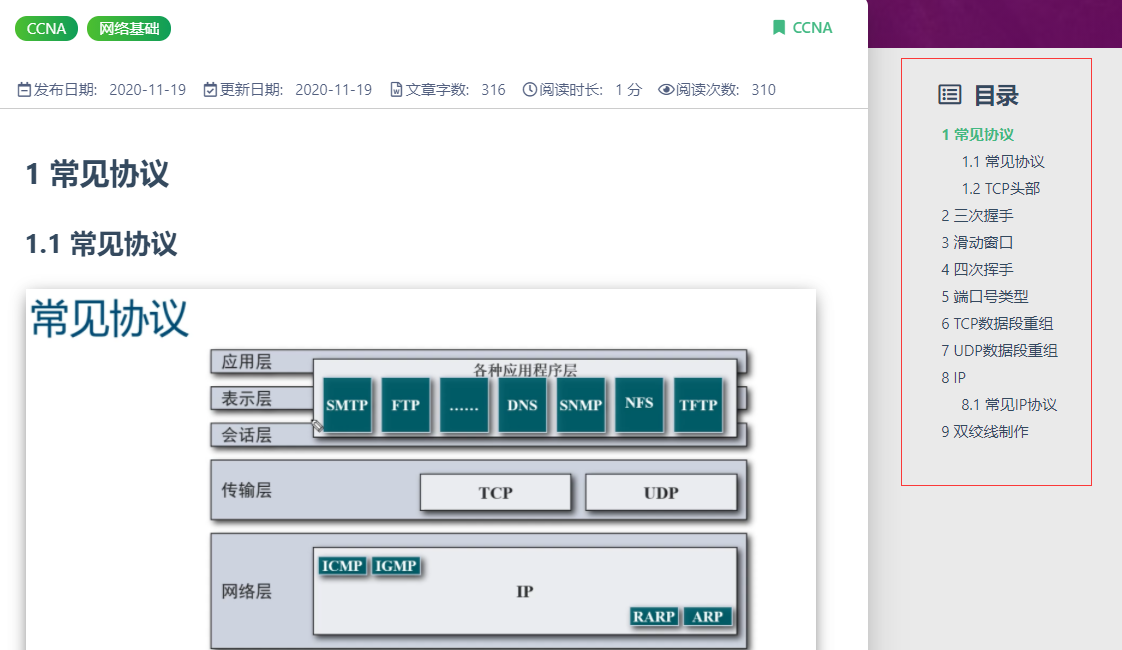 CCNA 网络基础 CCNA
发布日期: 2020-11-19 更新日期: 2020-11-19 文章字数: 316 阅读时长: 1 分 阅读次数: 310
1 常见协议
1.1 常见协议
常见协议
应用层
各种应用程序层
表示层
SMTP FTP …… DNS SNMP NFS TFTP
会话层
传输层 TCP UDP
网络层
ICMP IGMP
IP
RARP ARP
目录
1 常见协议
1.1 常见协议
1.2 TCP头部
2 三次握手
3 滑动窗口
4 四次挥手
5 端口号类型
6 TCP数据段重组
7 UDP数据段重组
8 IP
8.1 常见IP协议
9 双绞线制作